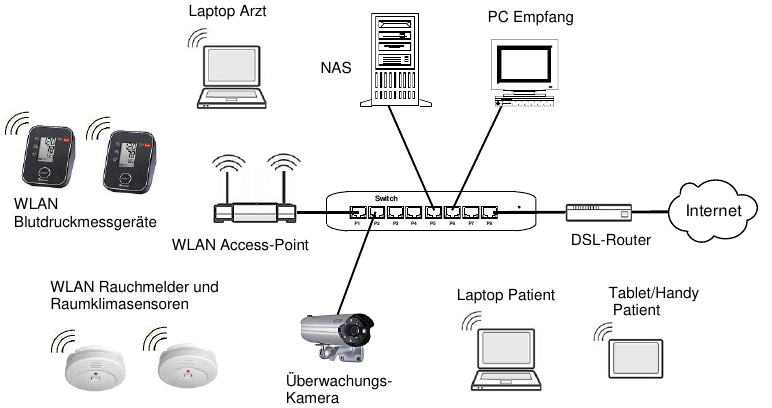 Laptop Arzt
PC Empfang
NAS
WLAN
Blutdruckmessgeräte
WLAN Access-Point
Switch
P1 P2 P3 P4 P5 P6 P7 P8
DSL-Router
Internet
WLAN Rauchmelder und
Raumklimasensoren
Überwachungs-
Kamera
Laptop Patient
Tablet/Handy
Patient